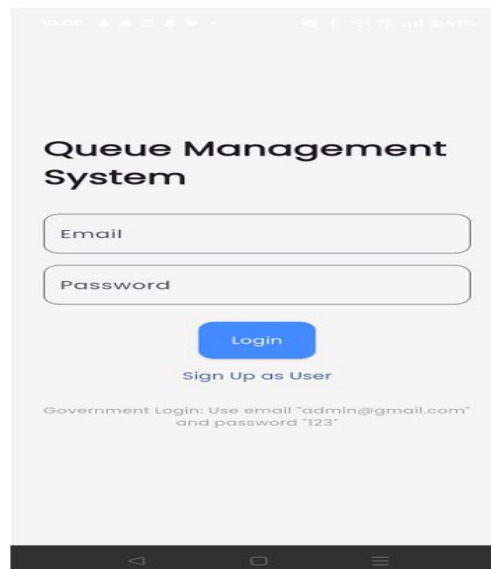 Queue Management
System
Email
Password
Login
Sign Up as User
Government Login: Use email "admin@gmail.com"
and password "123"